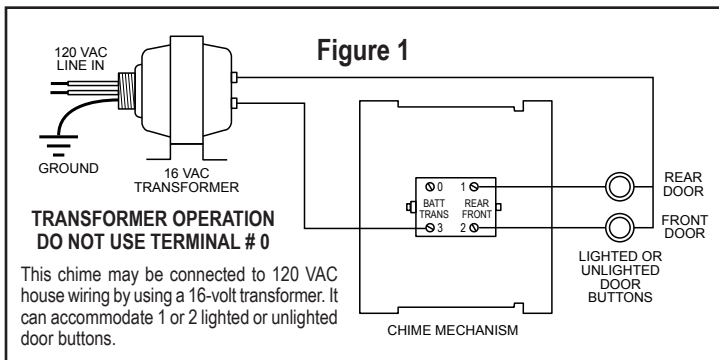 Figure 1
120 VAC
LINE IN
GROUND
16 VAC
TRANSFORMER
TRANSFORMER OPERATION
DO NOT USE TERMINAL # 0
This chime may be connected to 120 VAC
house wiring by using a 16-volt transformer. It
can accommodate 1 or 2 lighted or unlighted
door buttons.
0 1
BATT REAR
TRANS FRONT
3 2
CHIME MECHANISM
REAR
DOOR
FRONT
DOOR
LIGHTED OR
UNLIGHTED
DOOR
BUTTONS